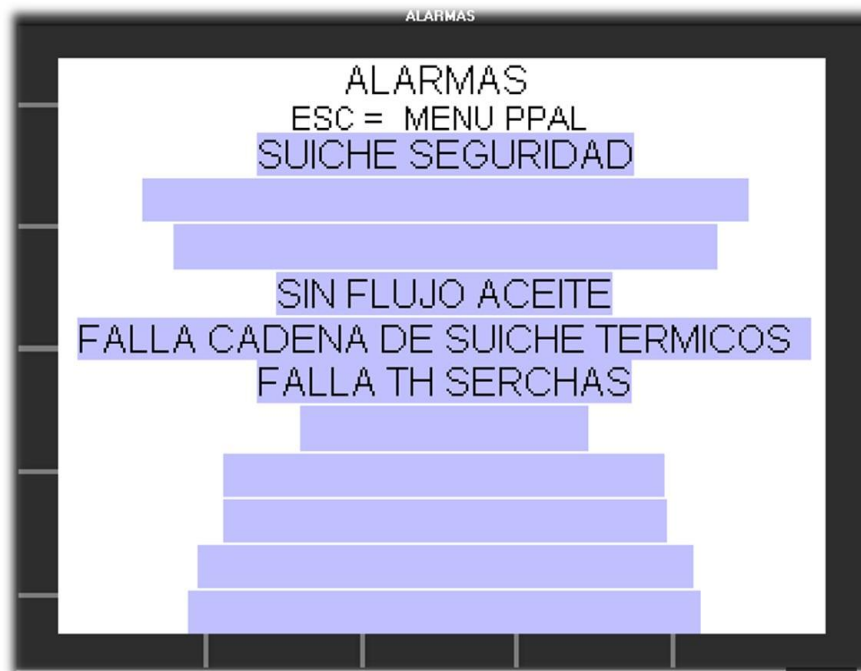 ALARMAS
ALARMAS
ESC = MENU PPAL
SUICHE SEGURIDAD
SIN FLUJO ACEITE
FALLA CADENA DE SUICHE TERMICOS
FALLA TH SERCHAS